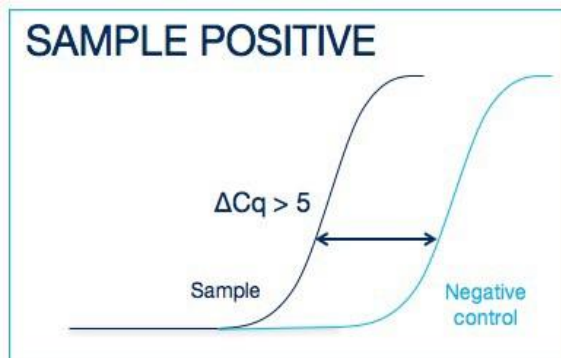 SAMPLE POSITIVE
ΔCq > 5
Sample
Negative
control